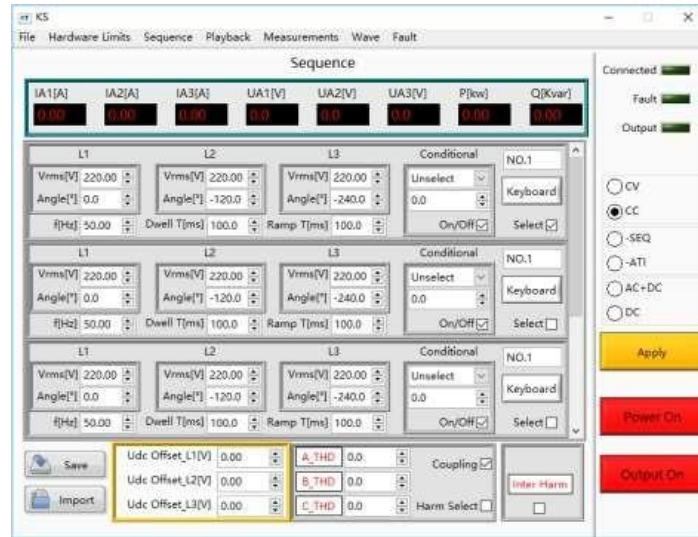 KS
File Hardware Limits Sequence Playback Measurements Wave Fault
Sequence
IA1[A] IA2[A] IA3[A] UA1[V] UA2[V] UA3[V] P[kw] Q[Kvar]
0.00 0.00 0.00 0.0 0.0 0.0 0.00 0.00
L1 L2 L3 Conditional NO.1
Vrms[V] 220.00 Vrms[V] 220.00 Vrms[V] 220.00 Unselect Keyboard
Angle[°] 0.0 Angle[°] -120.0 Angle[°] -240.0 0.0
f[Hz] 50.00 Dwell T[ms] 100.0 Ramp T[ms] 100.0 On/Off Select
L1 L2 L3 Conditional NO.1
Vrms[V] 220.00 Vrms[V] 220.00 Vrms[V] 220.00 Unselect Keyboard
Angle[°] 0.0 Angle[°] -120.0 Angle[°] -240.0 0.0
f[Hz] 50.00 Dwell T[ms] 100.0 Ramp T[ms] 100.0 On/Off Select
L1 L2 L3 Conditional NO.1
Vrms[V] 220.00 Vrms[V] 220.00 Vrms[V] 220.00 Unselect Keyboard
Angle[°] 0.0 Angle[°] -120.0 Angle[°] -240.0 0.0
f[Hz] 50.00 Dwell T[ms] 100.0 Ramp T[ms] 100.0 On/Off Select
Save
Import
Udc Offset_L1[V] 0.00
Udc Offset_L2[V] 0.00
Udc Offset_L3[V] 0.00
A_THD 0.0 Coupling
B_THD 0.0
C_THD 0.0 Harm Select
Inter Harm
Connected
Fault
Output
CV
CC
-SEQ
-ATI
AC+DC
DC
Apply
Power On
Output On